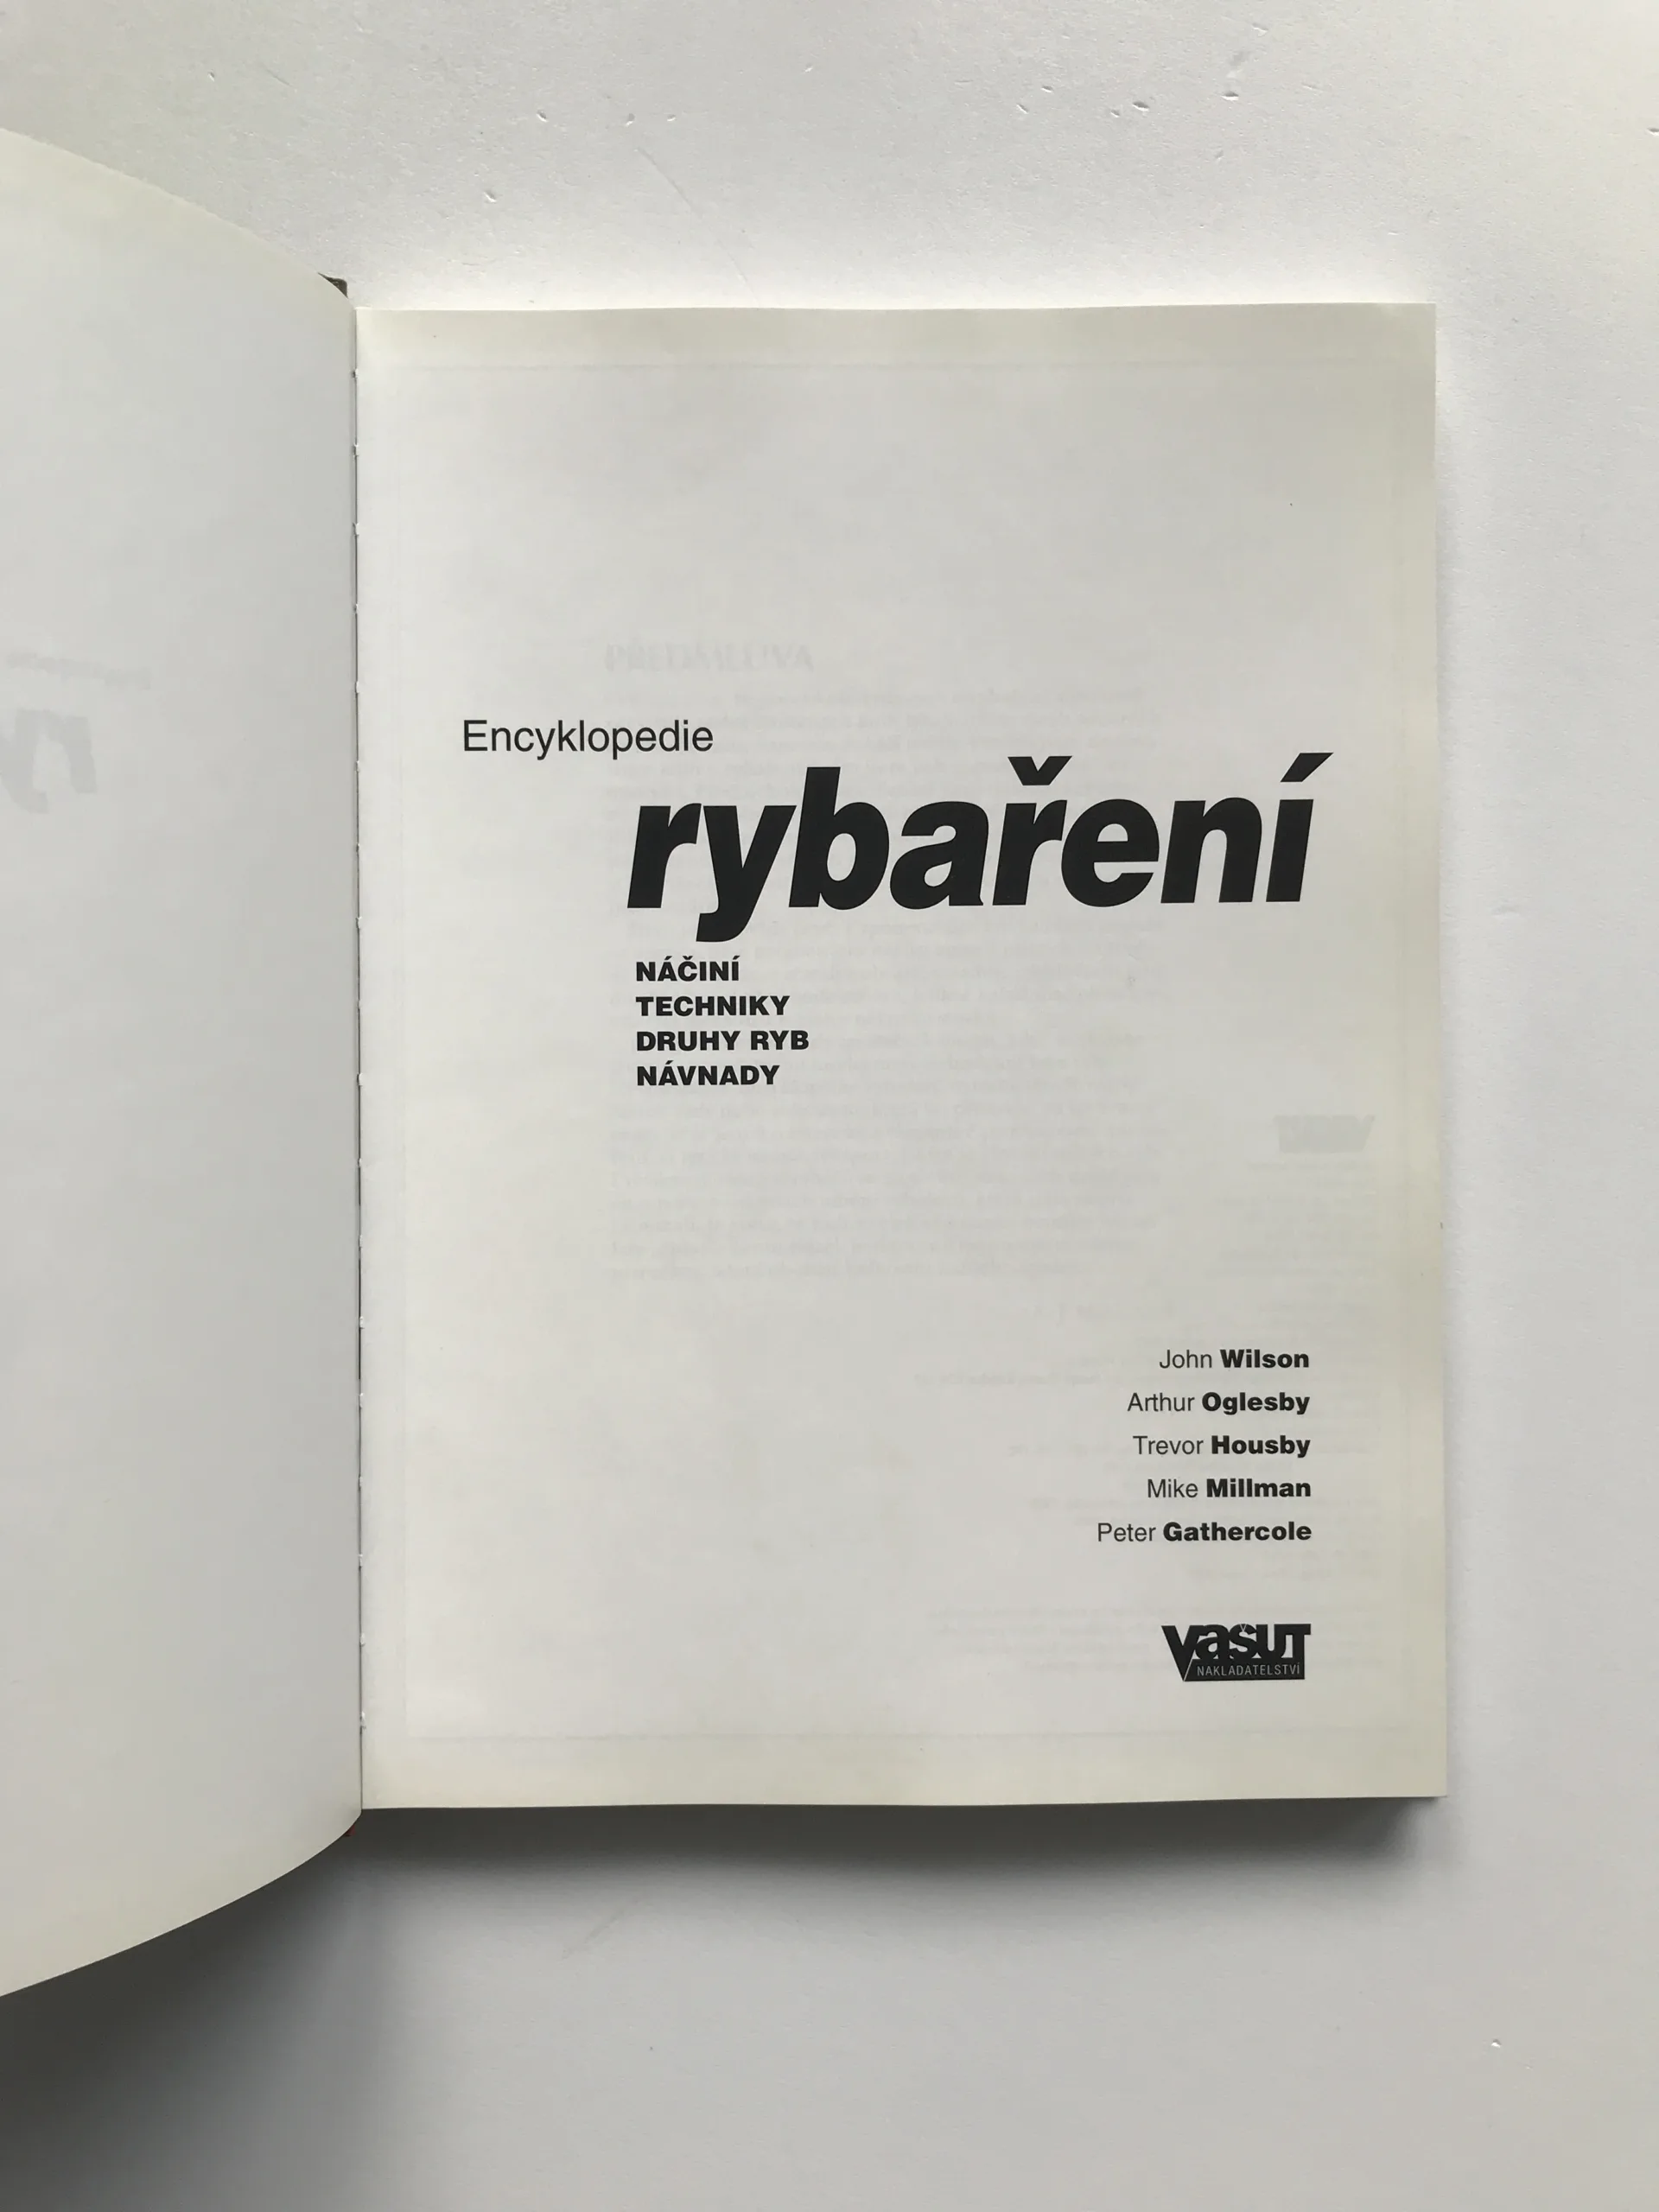 Encyklopedie
rybaření
NÁČINÍ
TECHNIKY
DRUHY RYB
NÁVNADY
John Wilson
Arthur Oglesby
Trevor Housby
Mike Millman
Peter Gathercole
Vašut
NAKLADATELSTVÍ